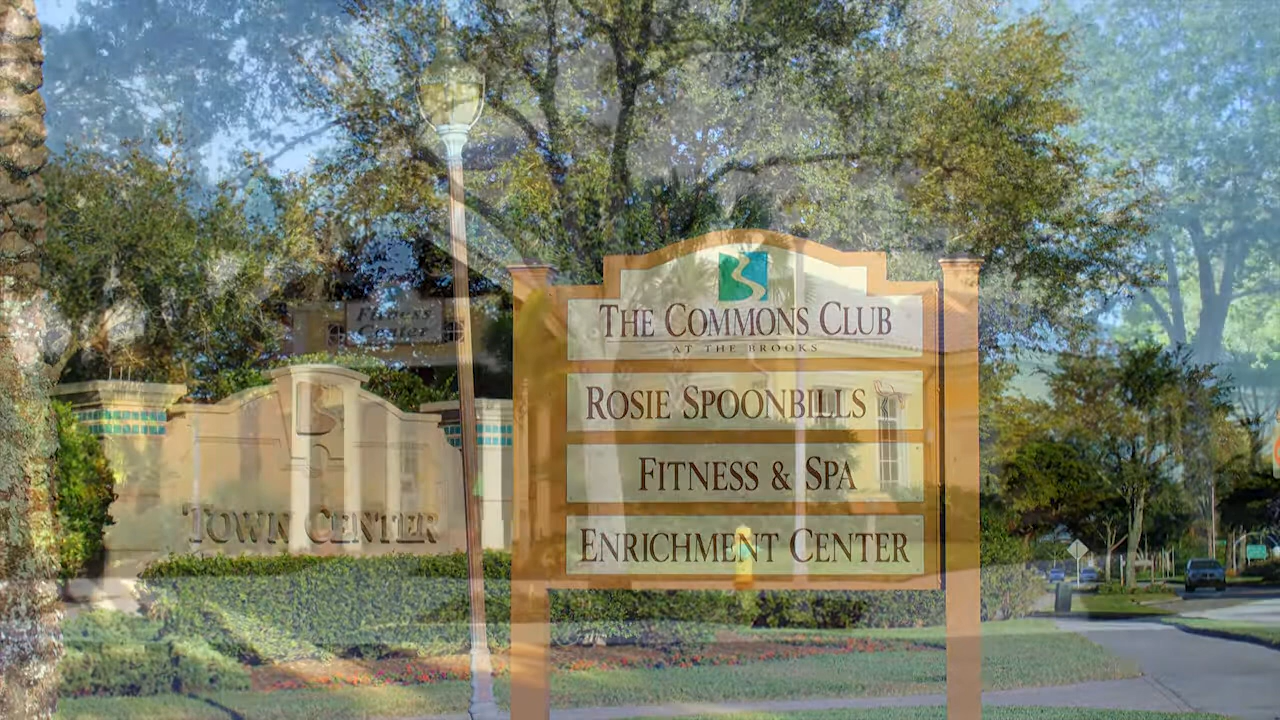 Fitness
Center
THE COMMONS CLUB
AT THE BROOKS
ROSIE SPOONBILLS
FITNESS & SPA
TOWN CENTER
ENRICHMENT CENTER